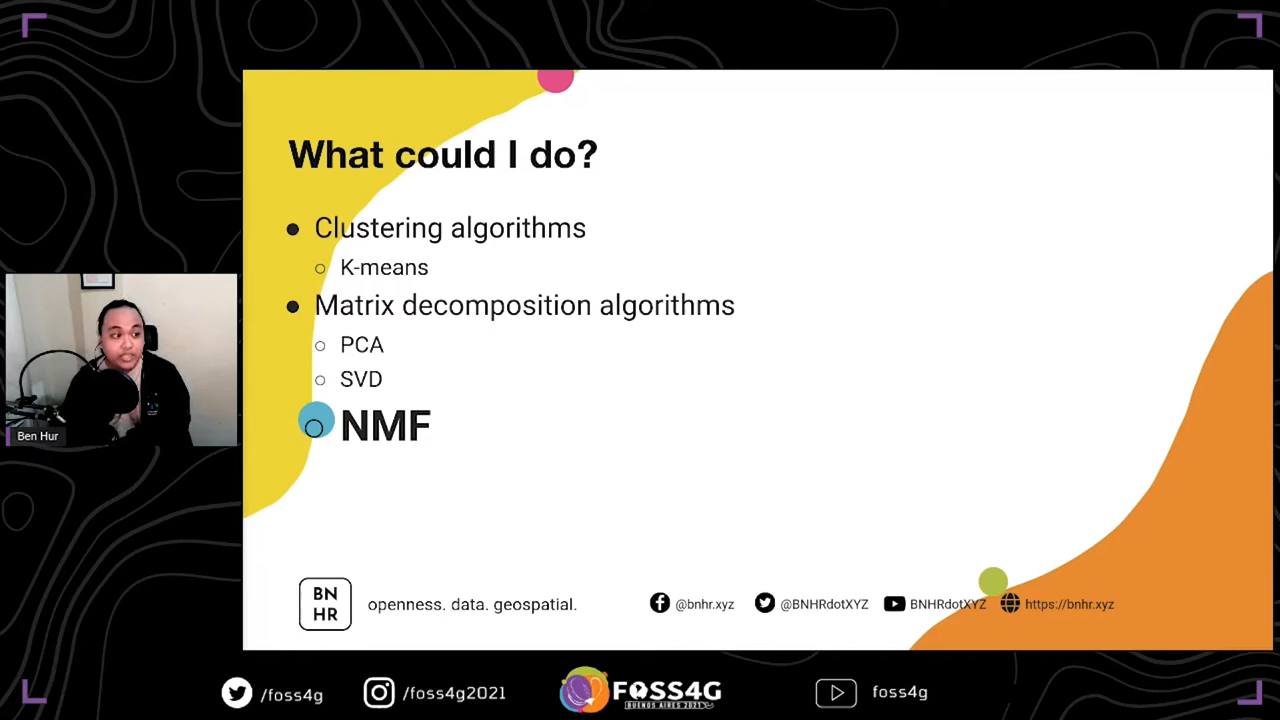 What could I do?
Clustering algorithms
K-means
Matrix decomposition algorithms
PCA
SVD
NMF
Ben Hur
BN
HR
openness. data. geospatial.
@bnhr.xyz
@BNHRdotXYZ
BNHRdotXYZ
https://bnhr.xyz
/foss4g
/foss4g2021
FOSS4G
BUENOS AIRES 2021
foss4g